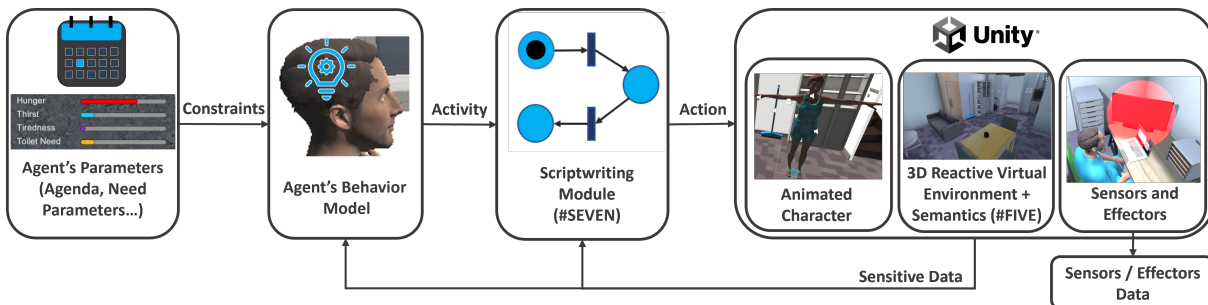 Hunger
Thirst
Tiredness
Toilet Need
Agent's Parameters
(Agenda, Need
Parameters...)
Constraints
Agent's Behavior
Model
Activity
Scriptwriting
Module
(#SEVEN)
Action
Unity
Animated
Character
3D Reactive Virtual
Environment +
Semantics (#FIVE)
Sensors and
Effectors
Sensitive Data
Sensors / Effectors
Data